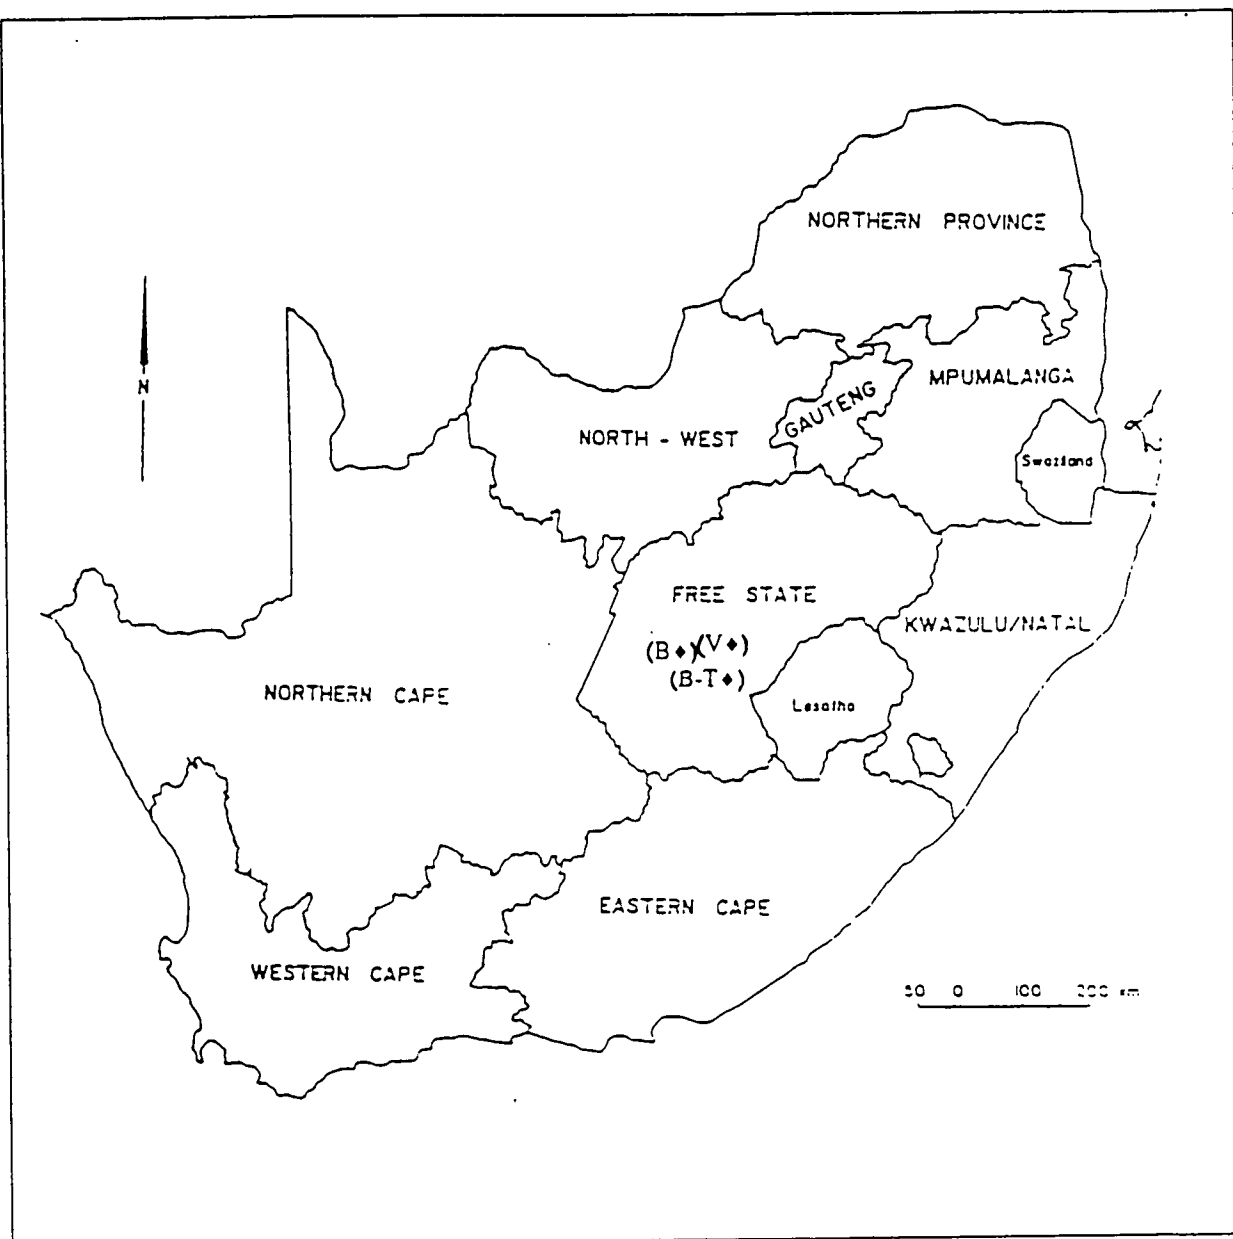 NORTHERN PROVINCE
N
MPUMALANGA
GAUTENG
NORTH - WEST
Swaziland
FREE STATE
KWAZULU/NATAL
(B♦)(V♦)
(B-T♦)
NORTHERN CAPE
Lesotho
EASTERN CAPE
WESTERN CAPE
50 0 100 200 km